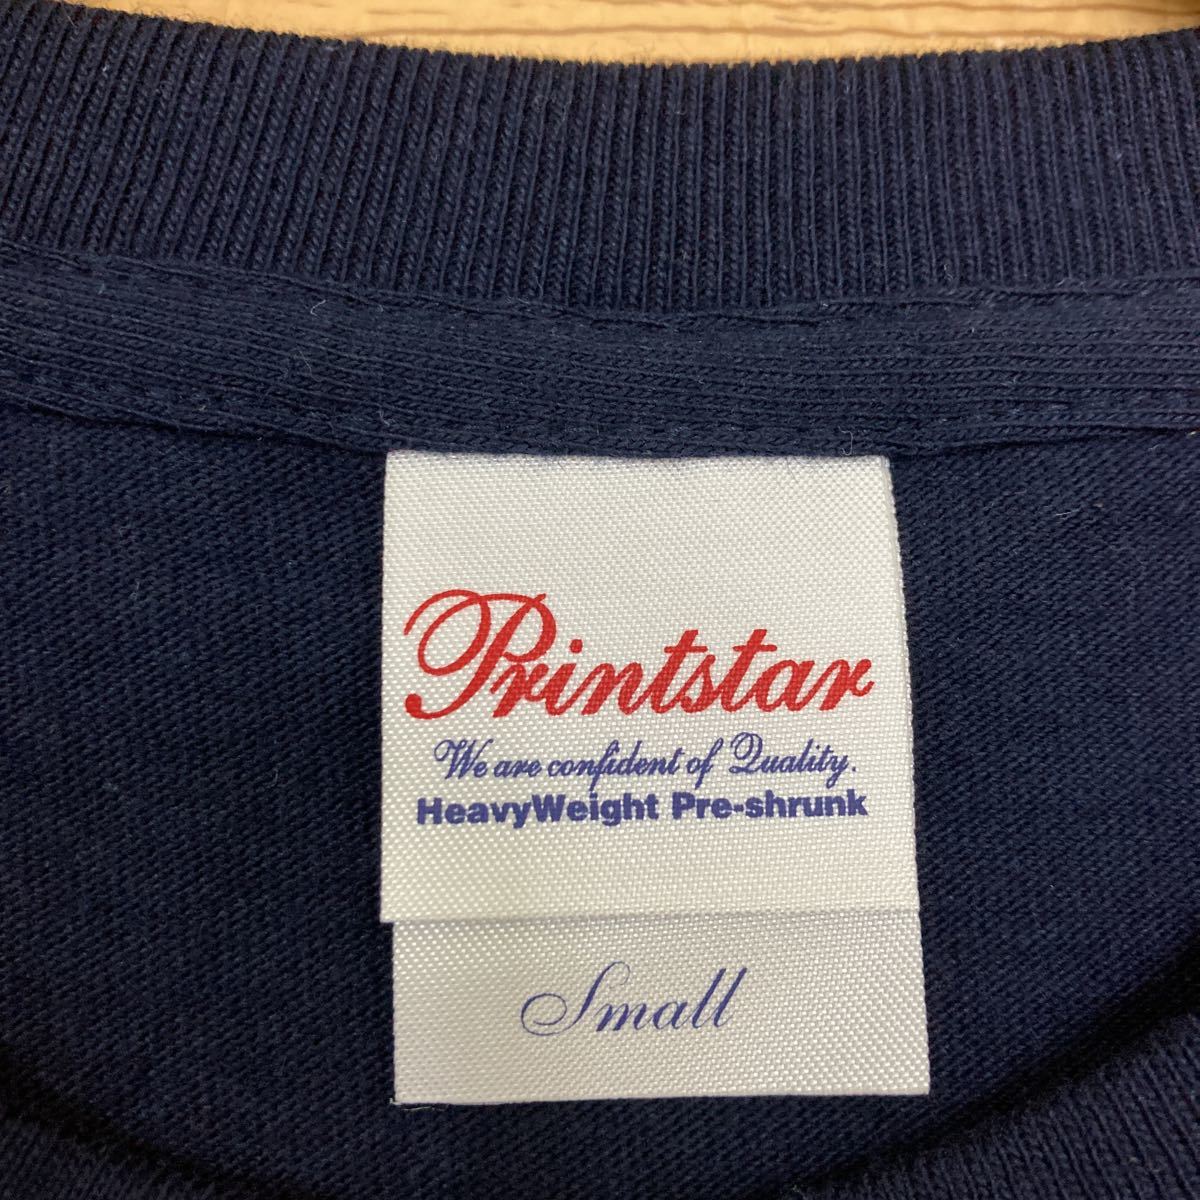 Printstar
We are confident of Quality.
HeavyWeight Pre-shrunk
Small